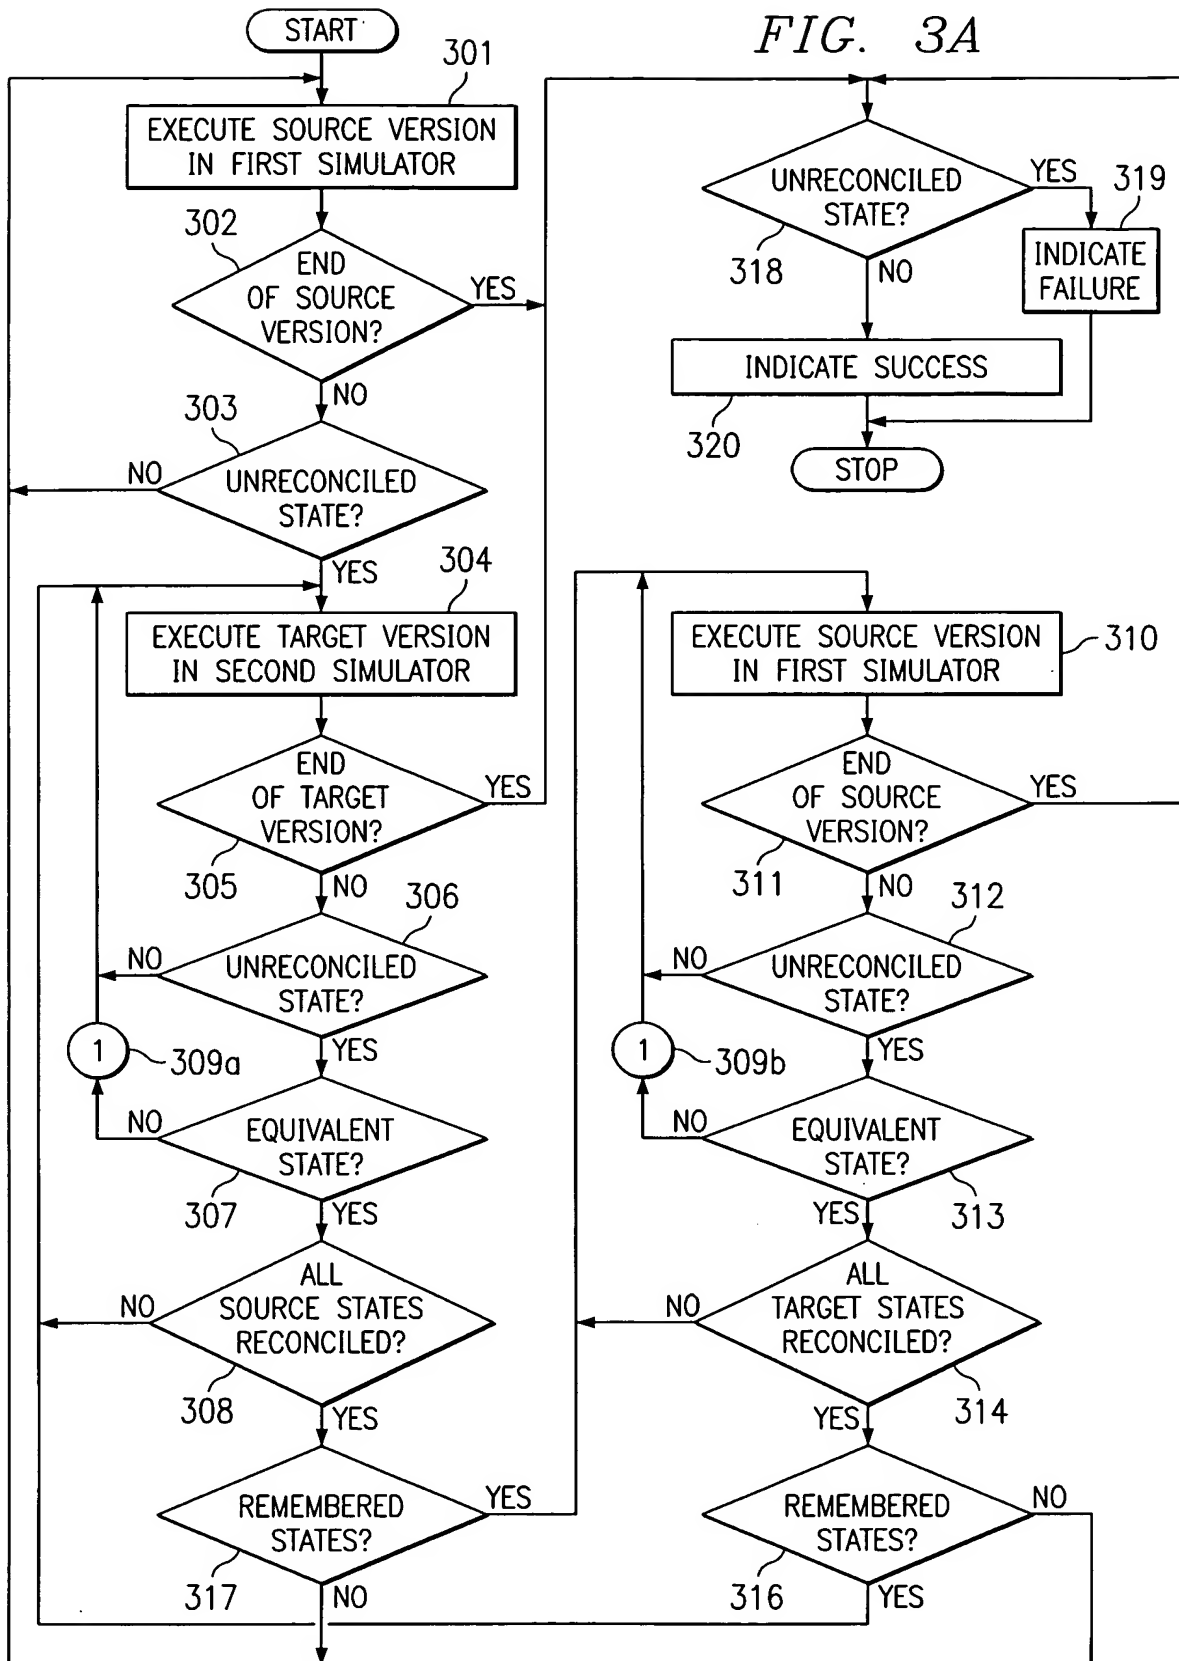 FIG. 3A
START
301
EXECUTE SOURCE VERSION
IN FIRST SIMULATOR
302
END
OF SOURCE
VERSION?
YES
NO
303
UNRECONCILED
STATE?
NO
YES
304
EXECUTE TARGET VERSION
IN SECOND SIMULATOR
END
OF TARGET
VERSION?
YES
305
NO
306
UNRECONCILED
STATE?
NO
YES
1
309a
EQUIVALENT
STATE?
NO
307
YES
ALL
SOURCE STATES
RECONCILED?
NO
308
YES
REMEMBERED
STATES?
YES
317
NO
UNRECONCILED
STATE?
YES
318
NO
319
INDICATE
FAILURE
INDICATE SUCCESS
320
STOP
EXECUTE SOURCE VERSION
IN FIRST SIMULATOR
310
END
OF SOURCE
VERSION?
YES
311
NO
312
UNRECONCILED
STATE?
NO
YES
1
309b
EQUIVALENT
STATE?
NO
313
YES
ALL
TARGET STATES
RECONCILED?
NO
314
YES
REMEMBERED
STATES?
NO
316
YES